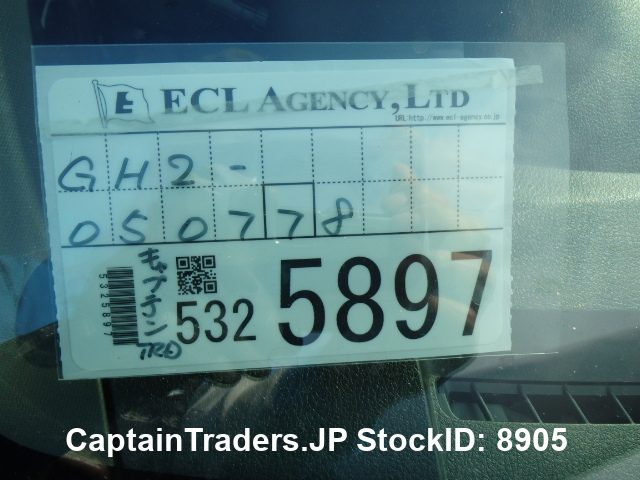 E ECL AGENCY, LTD
URL:http://www.ecl-agency.co.jp
GH2-
050778
5325897
キャプテン
532 5897
CaptainTraders.JP StockID: 8905